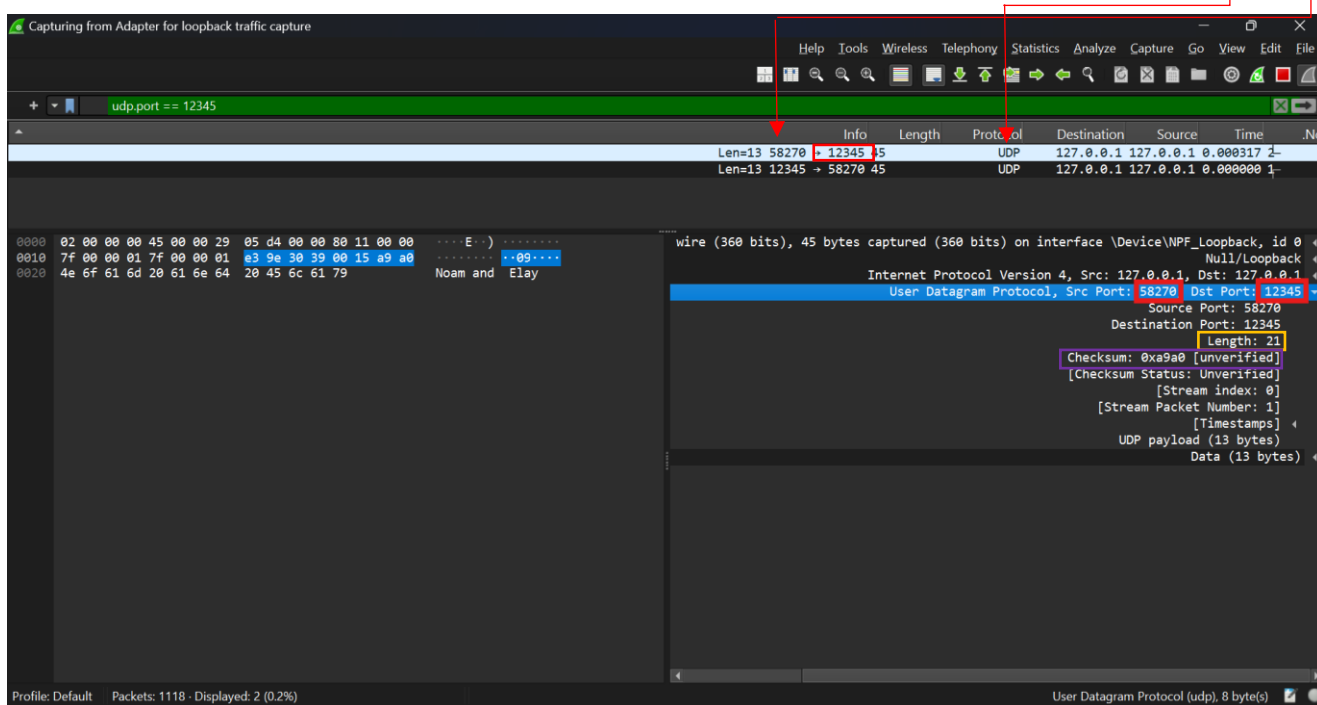 Capturing from Adapter for loopback traffic capture
Help Tools Wireless Telephony Statistics Analyze Capture Go View Edit File
udp.port == 12345
Info Length Protocol Destination Source Time .No
Len=13 58270 → 12345 45 UDP 127.0.0.1 127.0.0.1 0.000317 2
Len=13 12345 → 58270 45 UDP 127.0.0.1 127.0.0.1 0.000000 1
0000 02 00 00 00 45 00 00 29 05 d4 00 00 80 11 00 00 ····E··) ········
0010 7f 00 00 01 7f 00 00 01 e3 9e 30 39 00 15 a9 a0 ········ ··09····
0020 4e 6f 61 6d 20 61 6e 64 20 45 6c 61 79 Noam and Elay
wire (360 bits), 45 bytes captured (360 bits) on interface \Device\NPF_Loopback, id 0
Null/Loopback
Internet Protocol Version 4, Src: 127.0.0.1, Dst: 127.0.0.1
User Datagram Protocol, Src Port: 58270, Dst Port: 12345
Source Port: 58270
Destination Port: 12345
Length: 21
Checksum: 0xa9a0 [unverified]
[Checksum Status: Unverified]
[Stream index: 0]
[Stream Packet Number: 1]
[Timestamps]
UDP payload (13 bytes)
Data (13 bytes)
Profile: Default Packets: 1118 · Displayed: 2 (0.2%) User Datagram Protocol (udp), 8 byte(s)